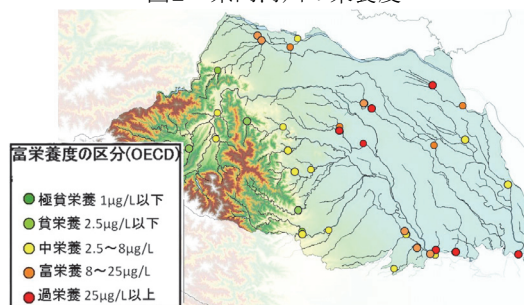 富栄養度の区分(OECD)
極貧栄養 1μg/L以下
貧栄養 2.5μg/L以下
中栄養 2.5～8μg/L
富栄養 8～25μg/L
過栄養 25μg/L以上